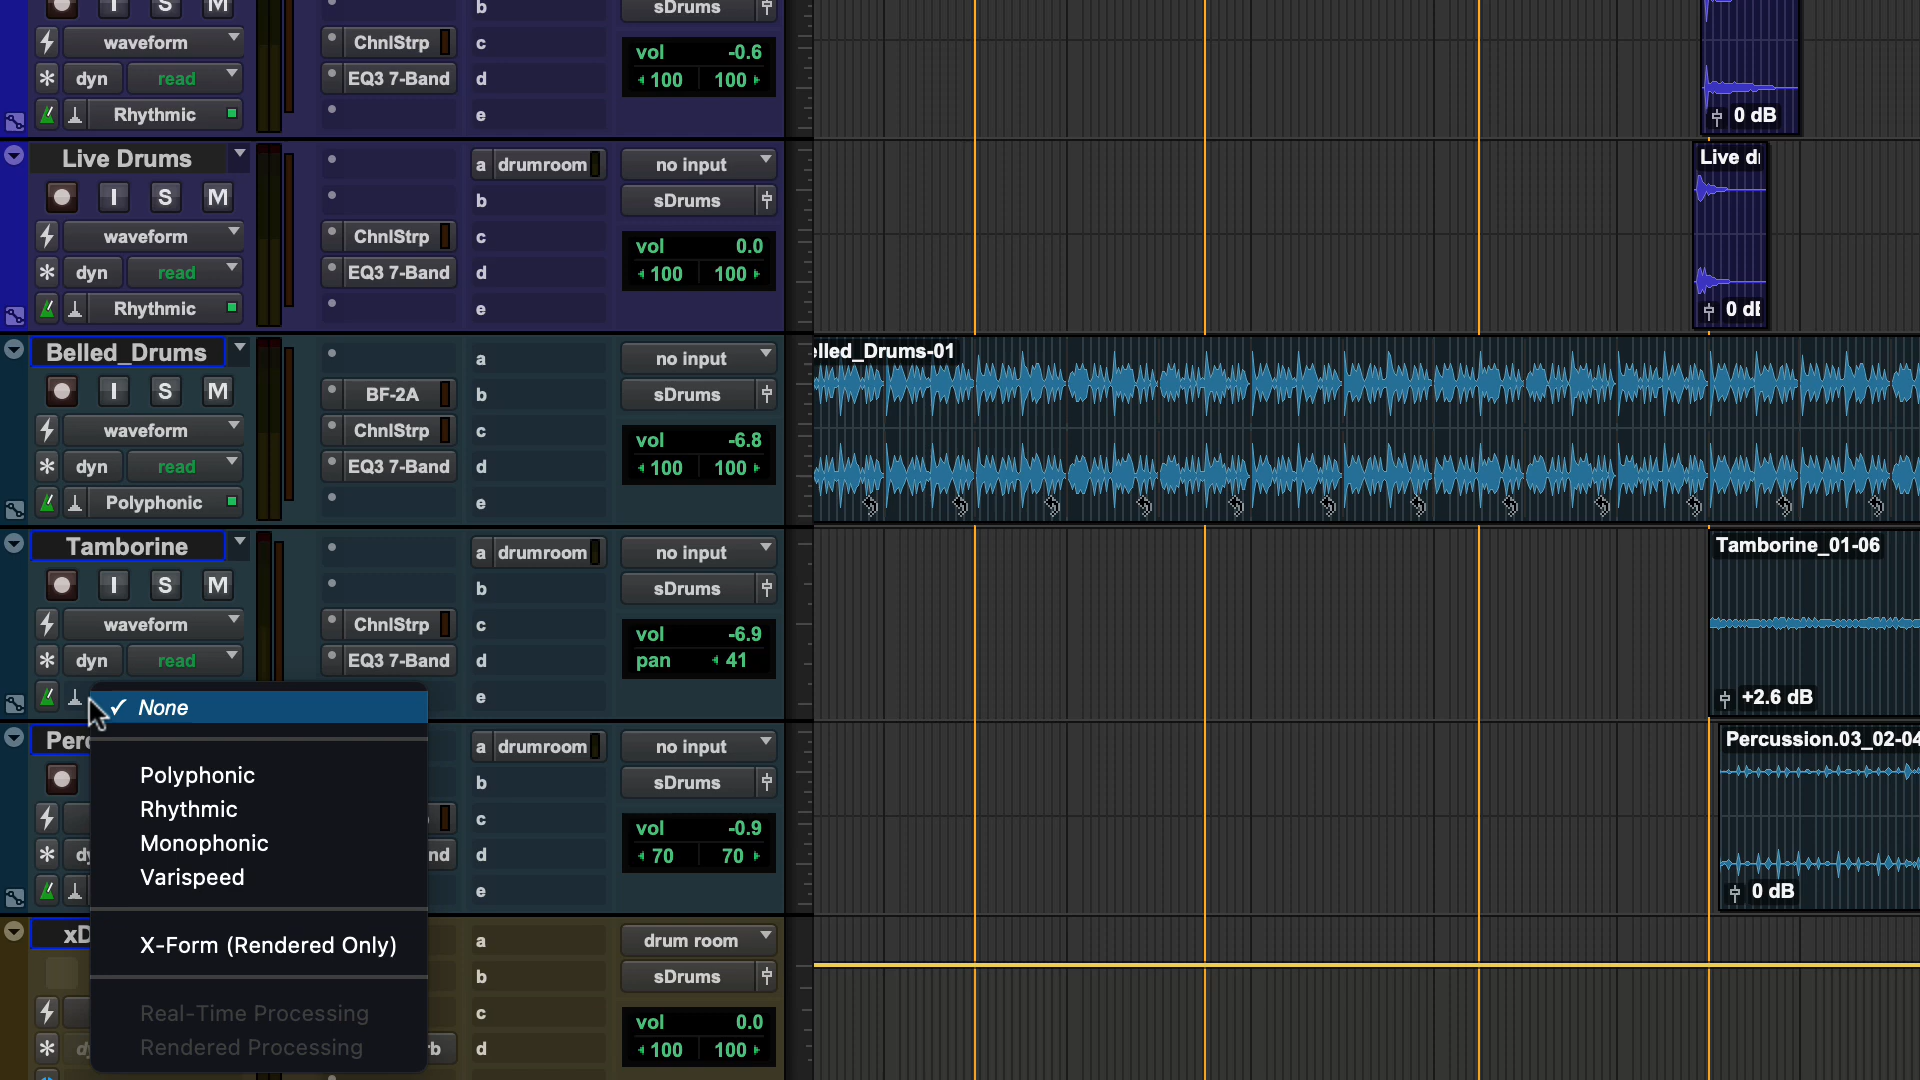 I S M
b sDrums
waveform ChnlStrp c vol -0.6
dyn read EQ3 7-Band d 100 100
Rhythmic e 0 dB
Live Drums a drumroom no input Live dr
I S M b sDrums
waveform ChnlStrp c vol 0.0
dyn read EQ3 7-Band d 100 100
Rhythmic e 0 dB
Belled_Drums a no input elled_Drums-01
I S M BF-2A b sDrums
waveform ChnlStrp c vol -6.8
dyn read EQ3 7-Band d 100 100
Polyphonic e
Tamborine a drumroom no input Tamborine_01-06
I S M b sDrums
waveform ChnlStrp c vol -6.9
dyn read EQ3 7-Band d pan 41
e +2.6 dB
✓ None
Perc a drumroom no input Percussion.03_02-04
Polyphonic b sDrums
Rhythmic c vol -0.9
Monophonic dy nd d 70 70
Varispeed e 0 dB
xD a drum room
X-Form (Rendered Only) b sDrums
Real-Time Processing c vol 0.0
Rendered Processing rb d 100 100